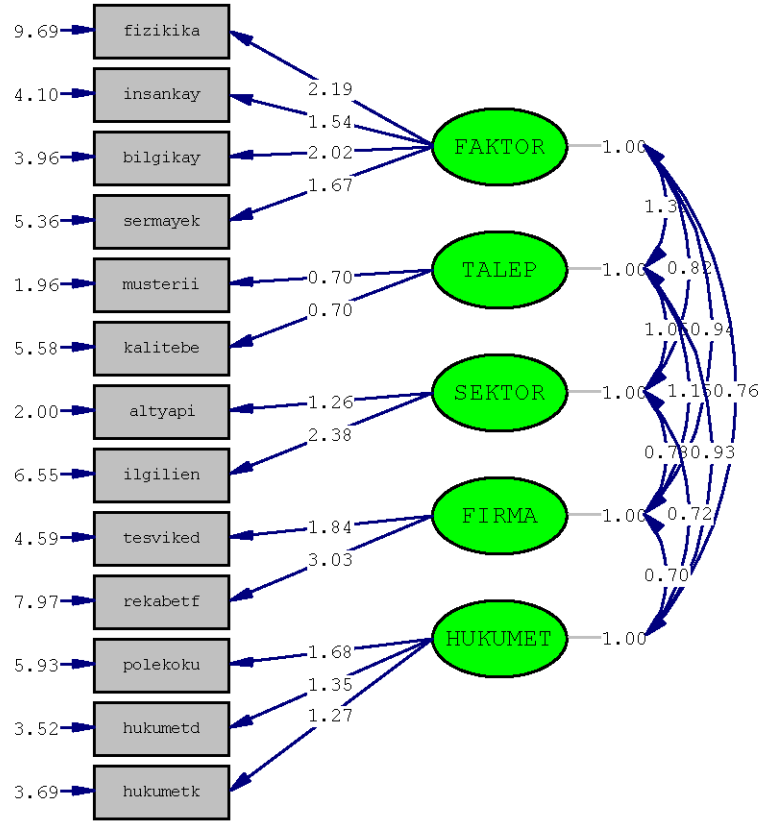 9.69 fizikika
4.10 insankay
3.96 bilgikay
5.36 sermayek
1.96 musterii
5.58 kalitebe
2.00 altyapi
6.55 ilgilien
4.59 tesviked
7.97 rekabetf
5.93 polekoku
3.52 hukumetd
3.69 hukumetk
2.19
1.54
2.02
1.67
0.70
0.70
1.26
2.38
1.84
3.03
1.68
1.35
1.27
FAKTOR 1.00
TALEP 1.00
SEKTOR 1.00
FIRMA 1.00
HUKUMET 1.00
0.82
0.94
1.15
0.76
0.73
0.93
0.72
0.70